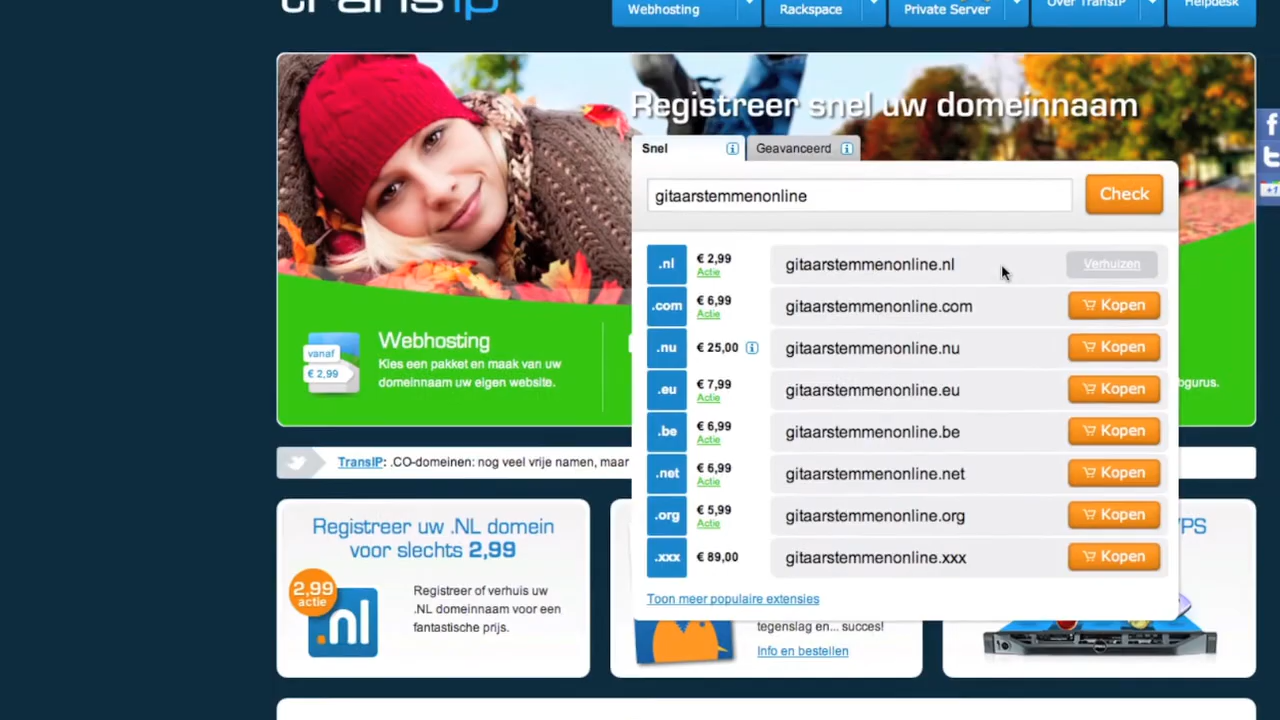 transip
Webhosting
Rackspace
Private Server
Over TransIP
Helpdesk
Registreer snel uw domeinnaam
Snel
Geavanceerd
gitaarstemmenonline
Check
.nl € 2,99 Actie gitaarstemmenonline.nl Verhuizen
.com € 6,99 Actie gitaarstemmenonline.com Kopen
.nu € 25,00 gitaarstemmenonline.nu Kopen
.eu € 7,99 Actie gitaarstemmenonline.eu Kopen
.be € 6,99 Actie gitaarstemmenonline.be Kopen
.net € 6,99 Actie gitaarstemmenonline.net Kopen
.org € 5,99 Actie gitaarstemmenonline.org Kopen
.xxx € 89,00 gitaarstemmenonline.xxx Kopen
Toon meer populaire extensies
vanaf
€ 2,99
Webhosting
Kies een pakket en maak van uw
domeinnaam uw eigen website.
bgurus.
+1
TransIP: .CO-domeinen: nog veel vrije namen, maar
Registreer uw .NL domein
voor slechts 2,99
2,99
actie
.nl
Registreer of verhuis uw
.NL domeinnaam voor een
fantastische prijs.
tegenslag en... succes!
Info en bestellen
VPS